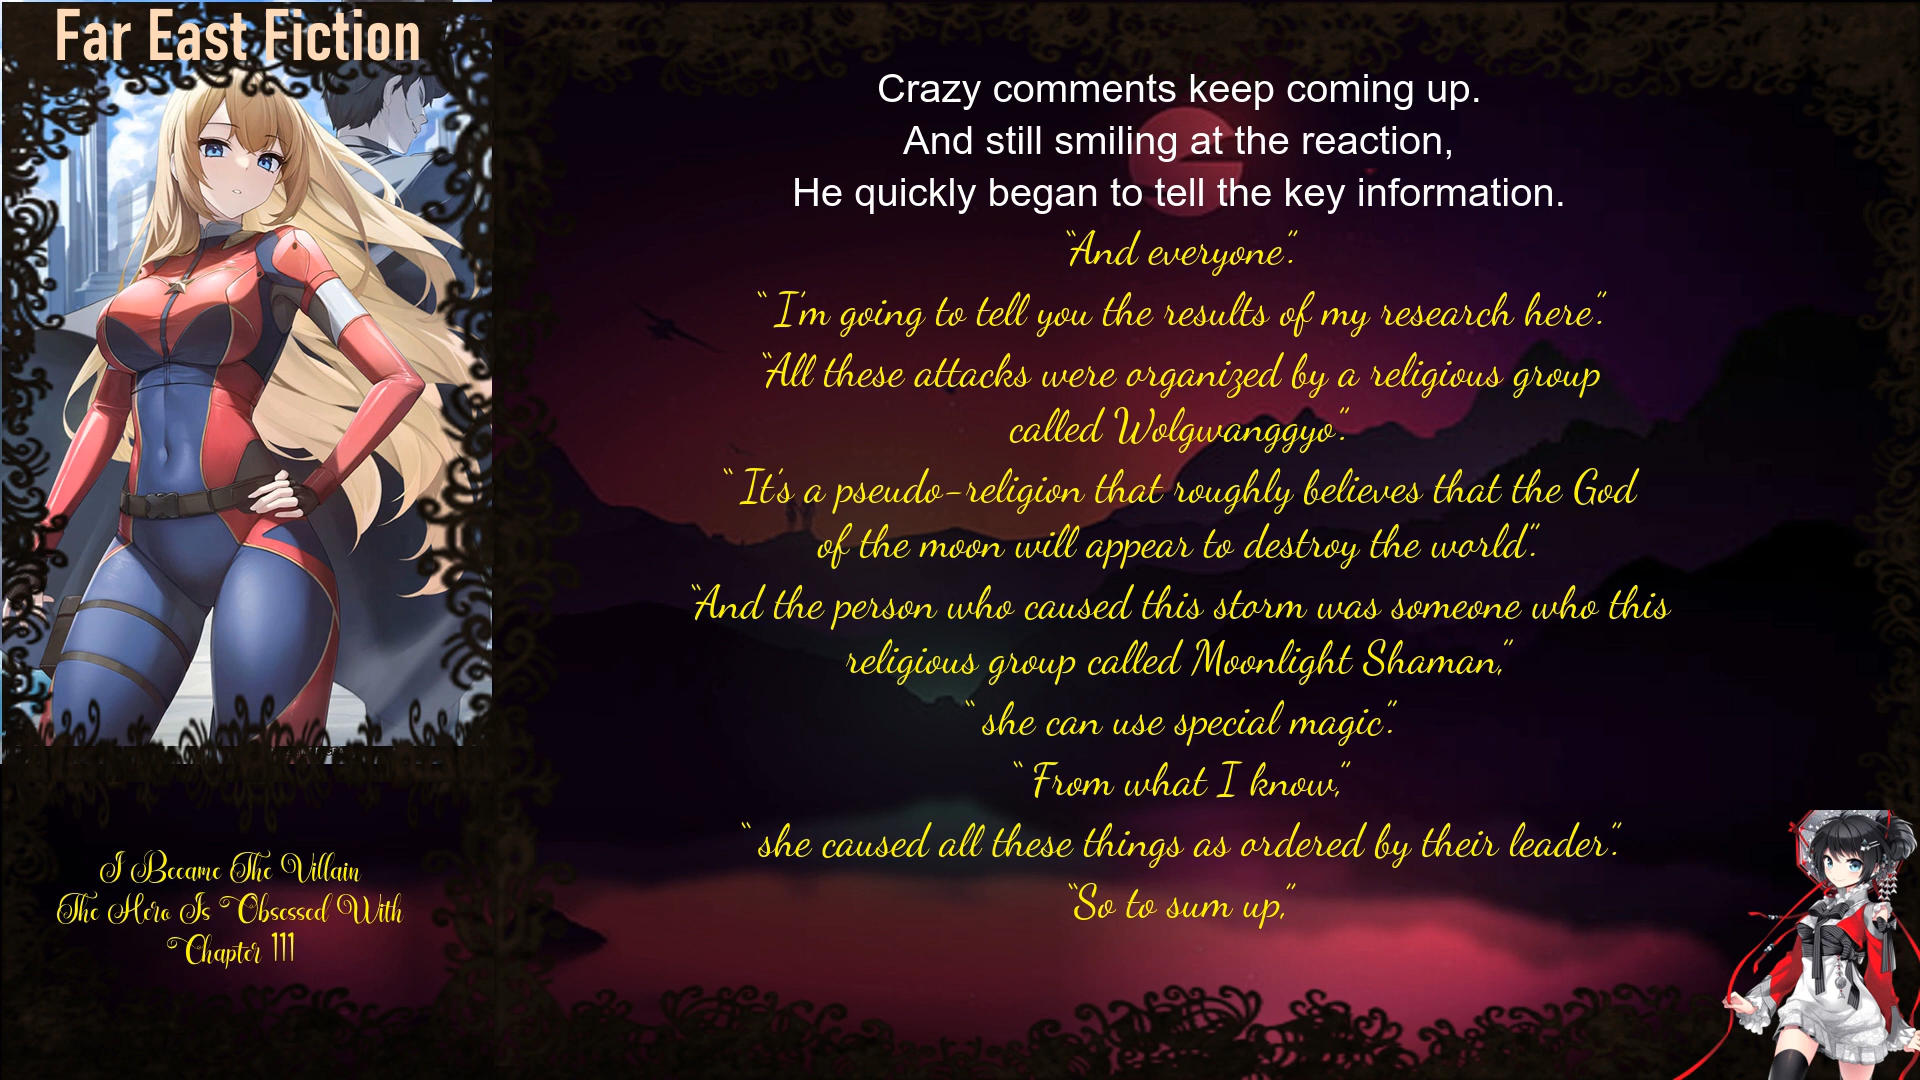 Far East Fiction
Crazy comments keep coming up.
And still smiling at the reaction,
He quickly began to tell the key information.
“And everyone”.
“ I'm going to tell you the results of my research here”.
“All these attacks were organized by a religious group
called Wolgwanggyo”.
“ It's a pseudo-religion that roughly believes that the God
of the moon will appear to destroy the world”.
“And the person who caused this storm was someone who this
religious group called Moonlight Shaman,”
“ she can use special magic”.
“ From what I know,”
“ she caused all these things as ordered by their leader”.
“So to sum up,”
I Became The Villain
The Hero Is Obsessed With
Chapter 111